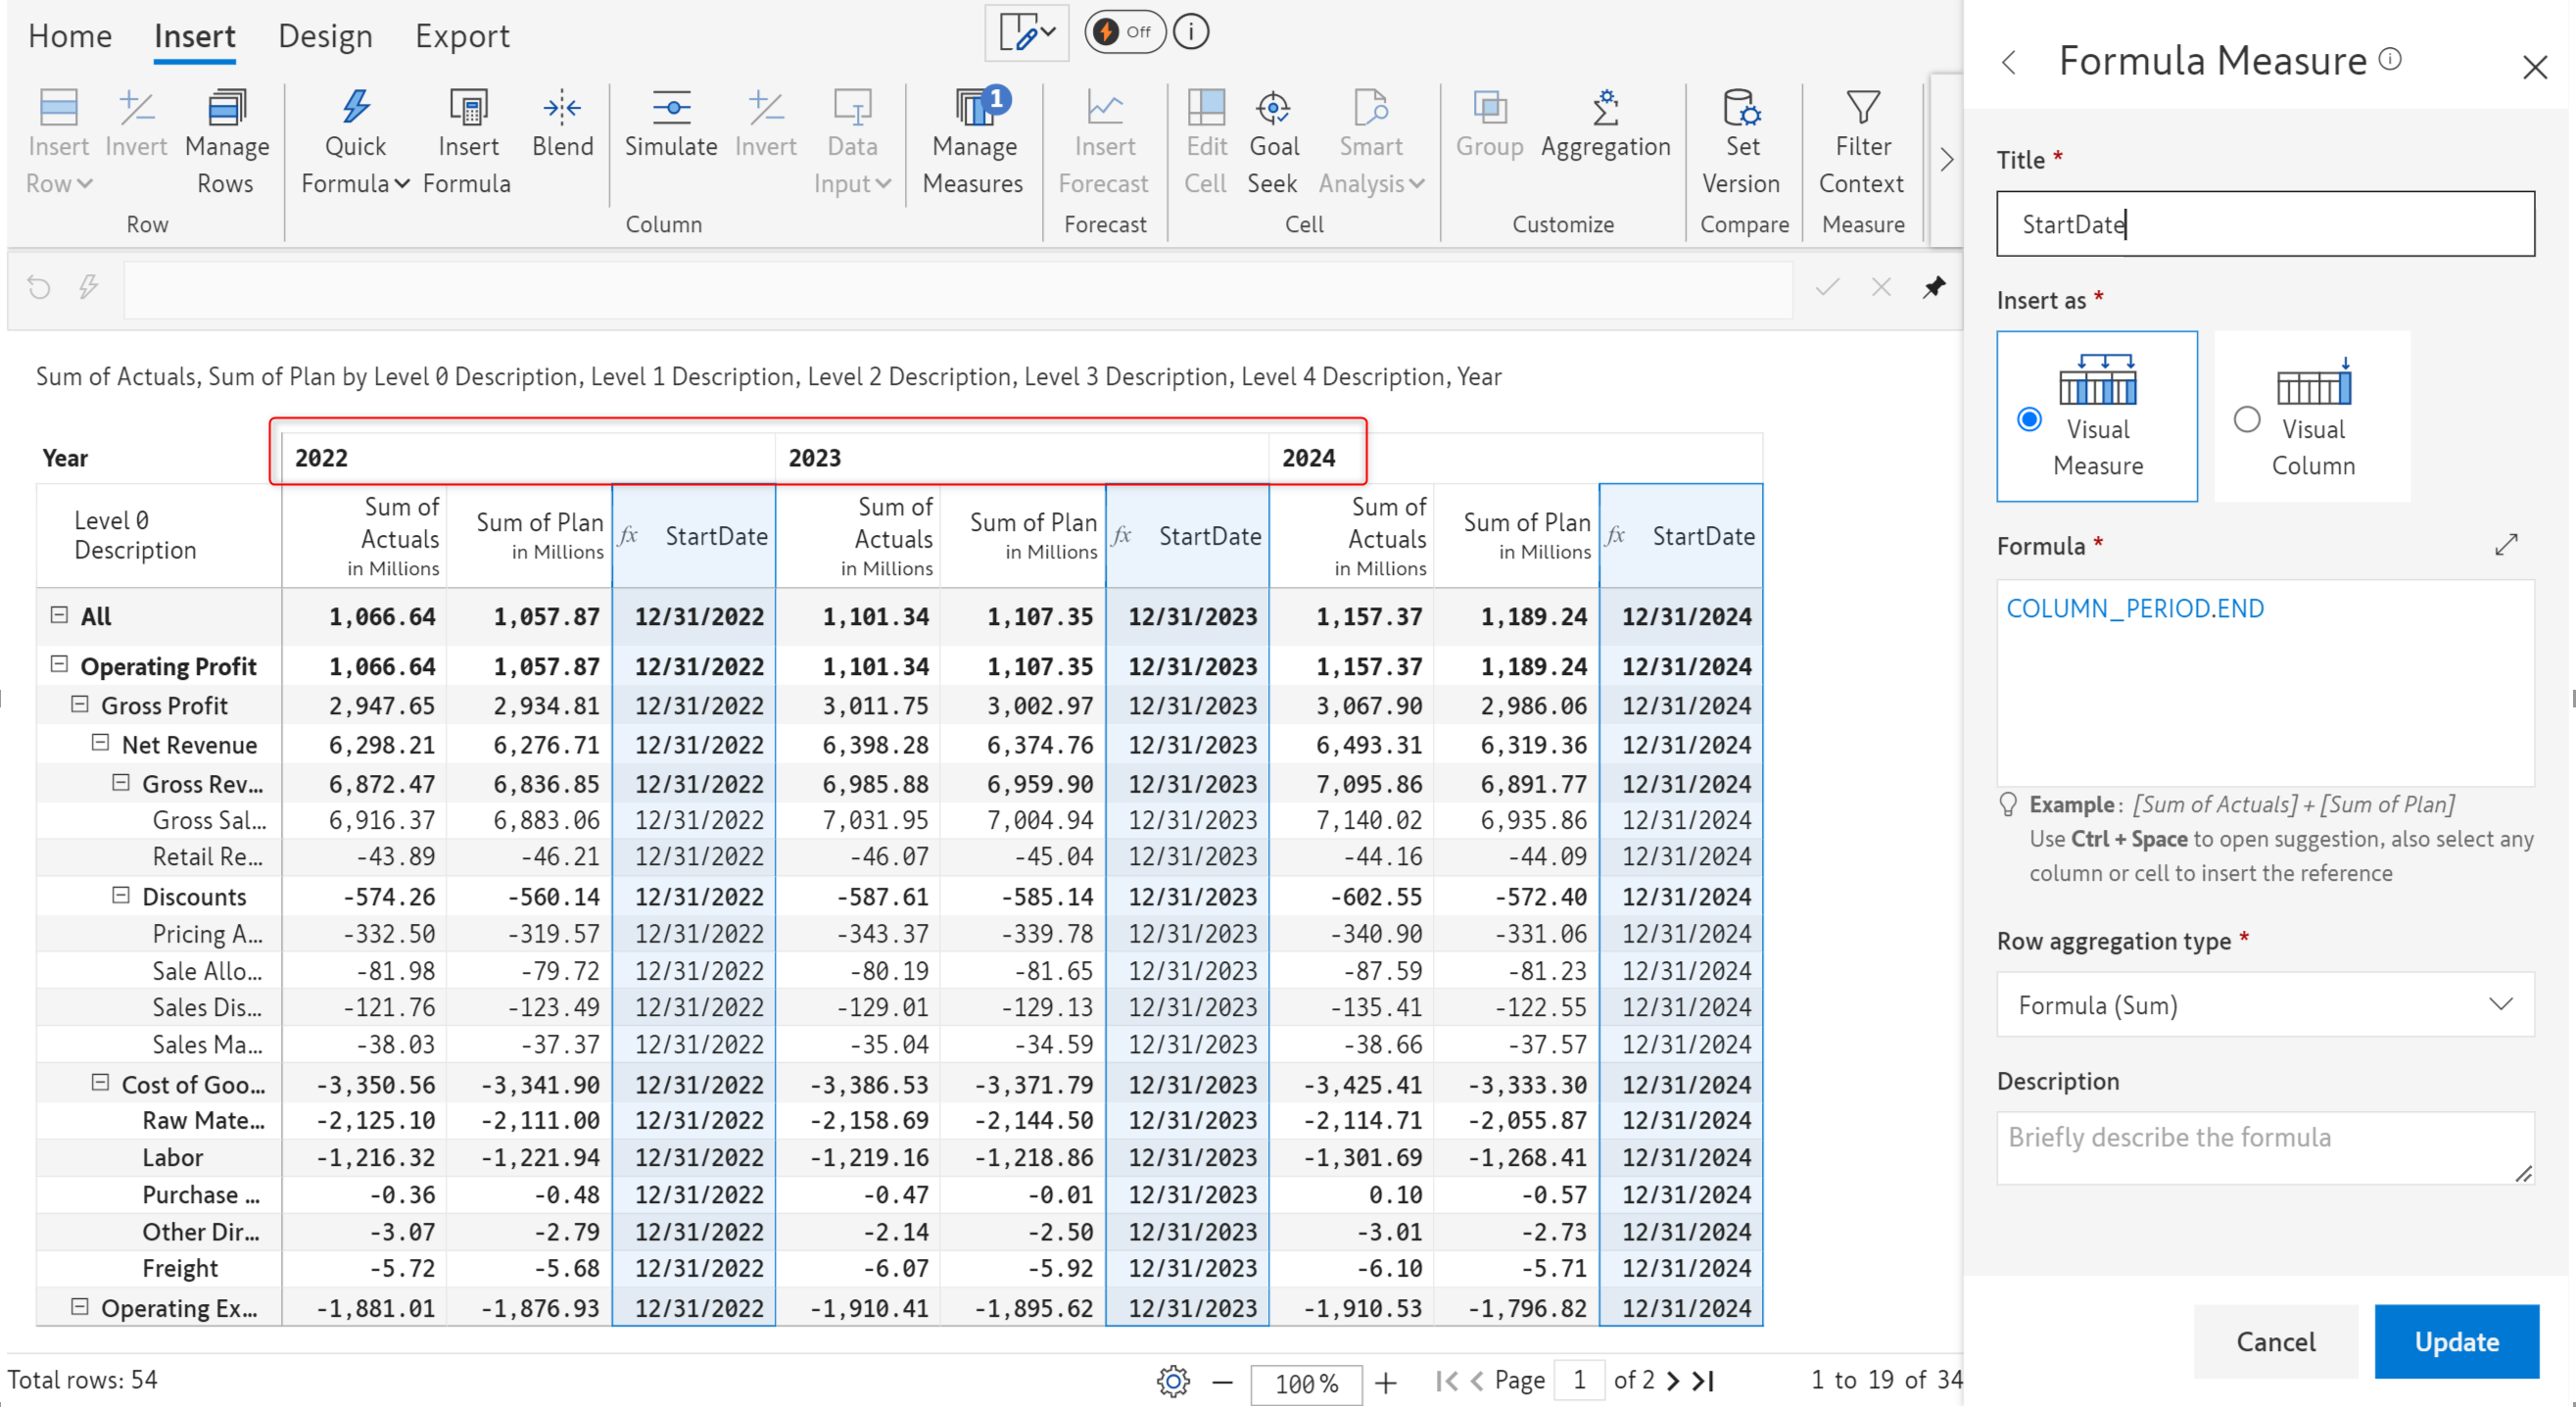 Home Insert Design Export Off
Insert Row Invert Manage Rows Quick Formula Insert Formula Blend Simulate Invert Data Input Manage Measures 1 Insert Forecast Edit Cell Goal Seek Smart Analysis Group Aggregation Set Version Filter Context
Row Column Forecast Cell Customize Compare Measure
Sum of Actuals, Sum of Plan by Level 0 Description, Level 1 Description, Level 2 Description, Level 3 Description, Level 4 Description, Year
Year 2022 2023 2024
Level 0 Description Sum of Actuals in Millions Sum of Plan in Millions fx StartDate Sum of Actuals in Millions Sum of Plan in Millions fx StartDate Sum of Actuals in Millions Sum of Plan in Millions fx StartDate
All 1,066.64 1,057.87 12/31/2022 1,101.34 1,107.35 12/31/2023 1,157.37 1,189.24 12/31/2024
Operating Profit 1,066.64 1,057.87 12/31/2022 1,101.34 1,107.35 12/31/2023 1,157.37 1,189.24 12/31/2024
Gross Profit 2,947.65 2,934.81 12/31/2022 3,011.75 3,002.97 12/31/2023 3,067.90 2,986.06 12/31/2024
Net Revenue 6,298.21 6,276.71 12/31/2022 6,398.28 6,374.76 12/31/2023 6,493.31 6,319.36 12/31/2024
Gross Rev... 6,872.47 6,836.85 12/31/2022 6,985.88 6,959.90 12/31/2023 7,095.86 6,891.77 12/31/2024
Gross Sal... 6,916.37 6,883.06 12/31/2022 7,031.95 7,004.94 12/31/2023 7,140.02 6,935.86 12/31/2024
Retail Re... -43.89 -46.21 12/31/2022 -46.07 -45.04 12/31/2023 -44.16 -44.09 12/31/2024
Discounts -574.26 -560.14 12/31/2022 -587.61 -585.14 12/31/2023 -602.55 -572.40 12/31/2024
Pricing A... -332.50 -319.57 12/31/2022 -343.37 -339.78 12/31/2023 -340.90 -331.06 12/31/2024
Sale Allo... -81.98 -79.72 12/31/2022 -80.19 -81.65 12/31/2023 -87.59 -81.23 12/31/2024
Sales Dis... -121.76 -123.49 12/31/2022 -129.01 -129.13 12/31/2023 -135.41 -122.55 12/31/2024
Sales Ma... -38.03 -37.37 12/31/2022 -35.04 -34.59 12/31/2023 -38.66 -37.57 12/31/2024
Cost of Goo... -3,350.56 -3,341.90 12/31/2022 -3,386.53 -3,371.79 12/31/2023 -3,425.41 -3,333.30 12/31/2024
Raw Mate... -2,125.10 -2,111.00 12/31/2022 -2,158.69 -2,144.50 12/31/2023 -2,114.71 -2,055.87 12/31/2024
Labor -1,216.32 -1,221.94 12/31/2022 -1,219.16 -1,218.86 12/31/2023 -1,301.69 -1,268.41 12/31/2024
Purchase ... -0.36 -0.48 12/31/2022 -0.47 -0.01 12/31/2023 0.10 -0.57 12/31/2024
Other Dir... -3.07 -2.79 12/31/2022 -2.14 -2.50 12/31/2023 -3.01 -2.73 12/31/2024
Freight -5.72 -5.68 12/31/2022 -6.07 -5.92 12/31/2023 -6.10 -5.71 12/31/2024
Operating Ex... -1,881.01 -1,876.93 12/31/2022 -1,910.41 -1,895.62 12/31/2023 -1,910.53 -1,796.82 12/31/2024
Total rows: 54 100% Page 1 of 2 1 to 19 of 34
Formula Measure
Title *
StartDate
Insert as *
Visual Measure
Visual Column
Formula *
COLUMN_PERIOD.END
Example: [Sum of Actuals] + [Sum of Plan]
Use Ctrl + Space to open suggestion, also select any
column or cell to insert the reference
Row aggregation type *
Formula (Sum)
Description
Briefly describe the formula
Cancel Update